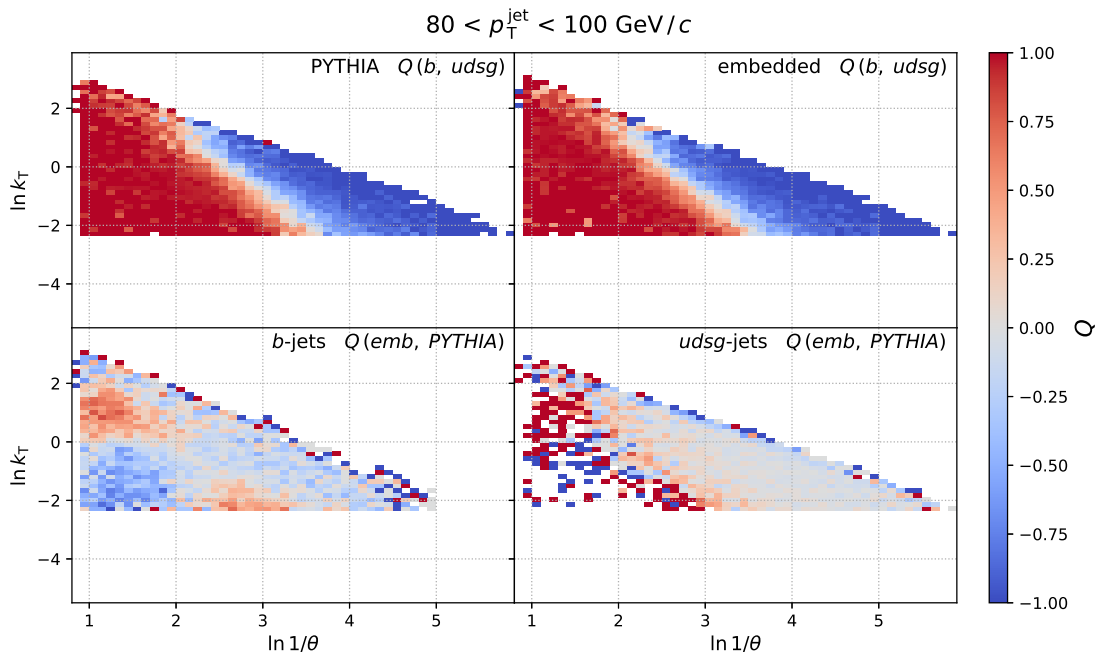 80 < p_T^jet < 100 GeV/c
PYTHIA Q(b, udsg)
embedded Q(b, udsg)
2
0
−2
−4
ln k_T
b-jets Q(emb, PYTHIA)
udsg-jets Q(emb, PYTHIA)
2
0
−2
−4
ln k_T
1 2 3 4 5
1 2 3 4 5
ln 1/θ
ln 1/θ
1.00
0.75
0.50
0.25
0.00
−0.25
−0.50
−0.75
−1.00
Q